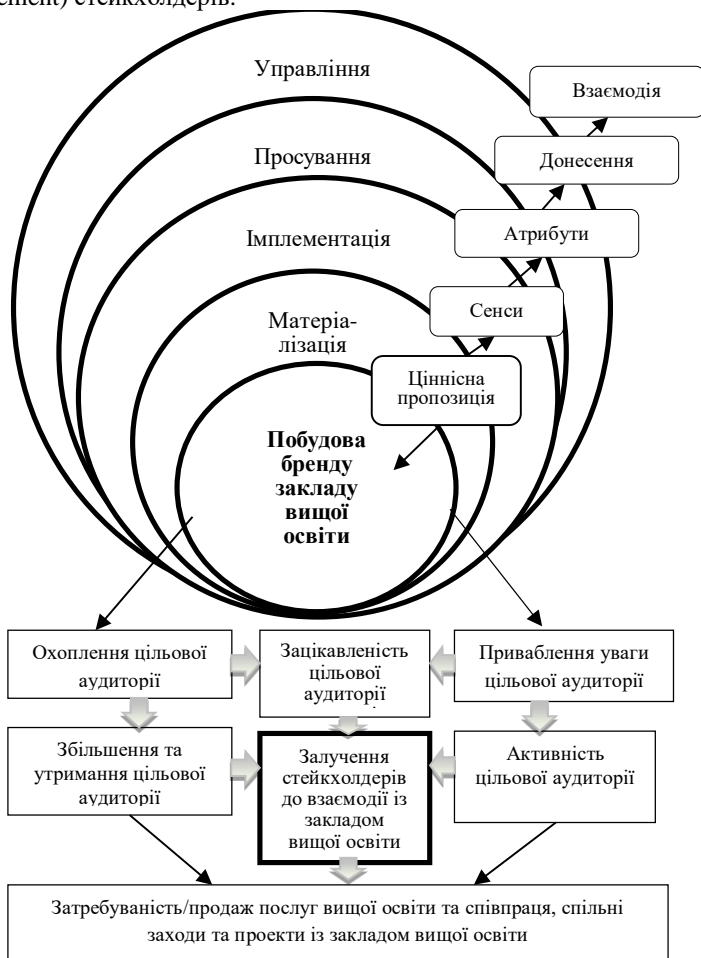 стейкхолдерів.
Управління
Взаємодія
Просування
Донесення
Імплементація
Атрибути
Матеріа-
лізація
Сенси
Ціннісна
пропозиція
Побудова
бренду
закладу
вищої
освіти
Охоплення цільової
аудиторії
Зацікавленість
цільової
аудиторії
Приваблення уваги
цільової аудиторії
Збільшення та
утримання цільової
аудиторії
Залучення
стейкхолдерів
до взаємодії із
закладом
вищої освіти
Активність
цільової аудиторії
Затребуваність/продаж послуг вищої освіти та співпраця, спільні
заходи та проекти із закладом вищої освіти